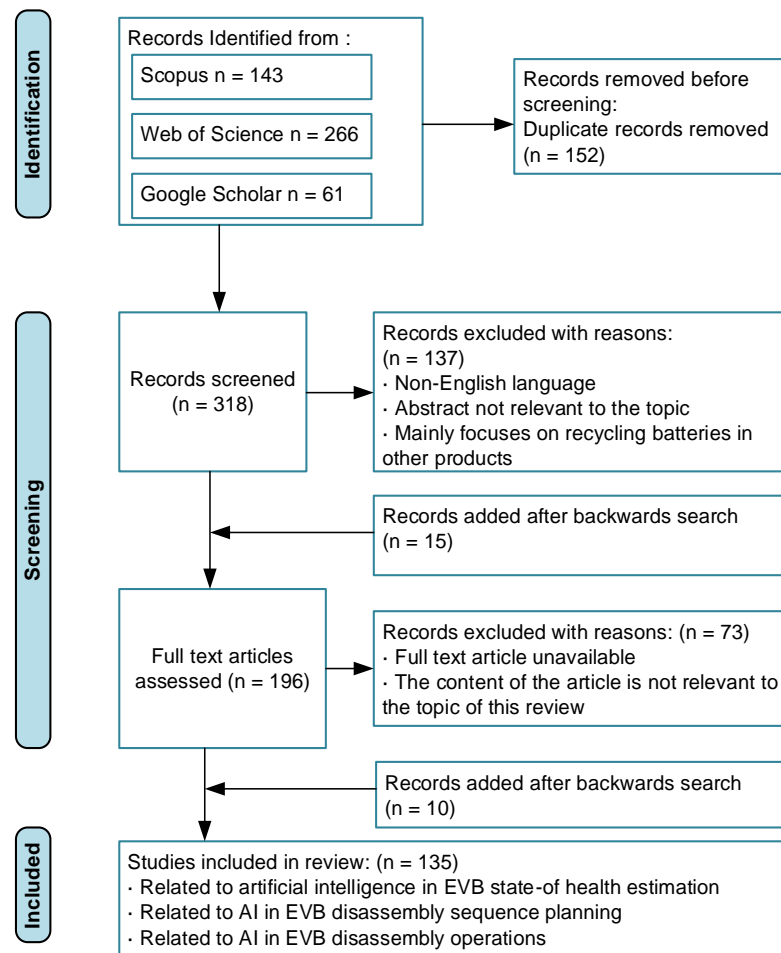 Identification
Records Identified from :
Scopus n = 143
Web of Science n = 266
Google Scholar n = 61
Records removed before
screening:
Duplicate records removed
(n = 152)
Screening
Records screened
(n = 318)
Records excluded with reasons:
(n = 137)
· Non-English language
· Abstract not relevant to the topic
· Mainly focuses on recycling batteries in
other products
Records added after backwards search
(n = 15)
Full text articles
assessed (n = 196)
Records excluded with reasons: (n = 73)
· Full text article unavailable
· The content of the article is not relevant to
the topic of this review
Records added after backwards search
(n = 10)
Included
Studies included in review: (n = 135)
· Related to artificial intelligence in EVB state-of health estimation
· Related to AI in EVB disassembly sequence planning
· Related to AI in EVB disassembly operations